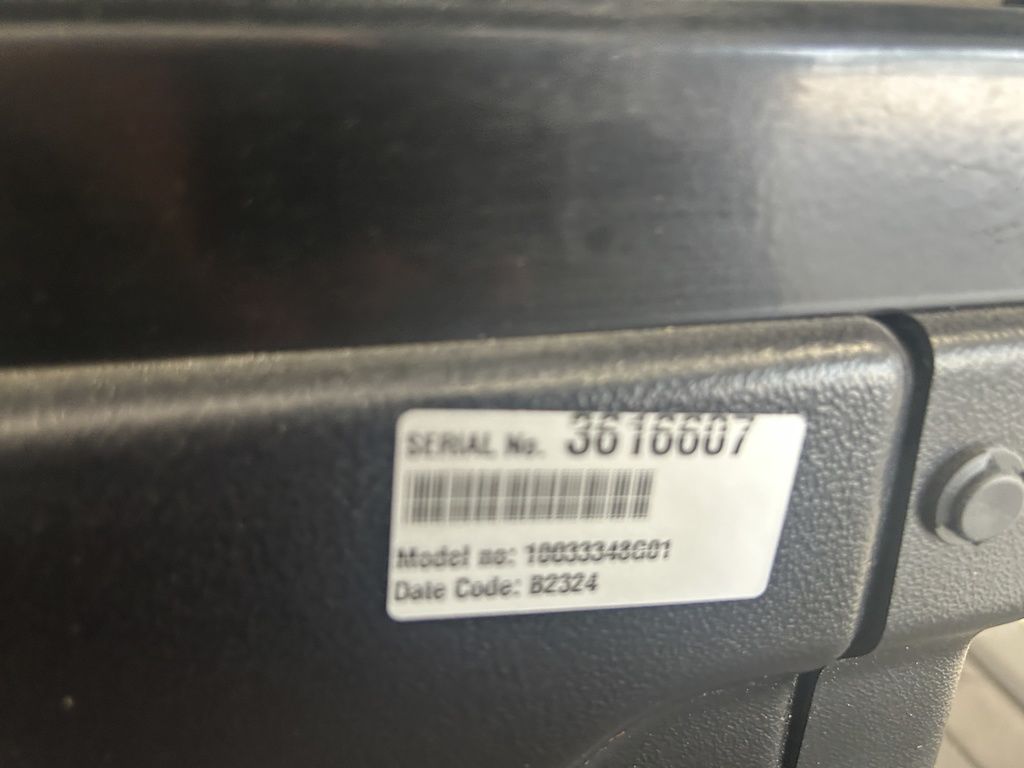 SERIAL No. 3616607
Model no: 10033348G01
Date Code: B2324